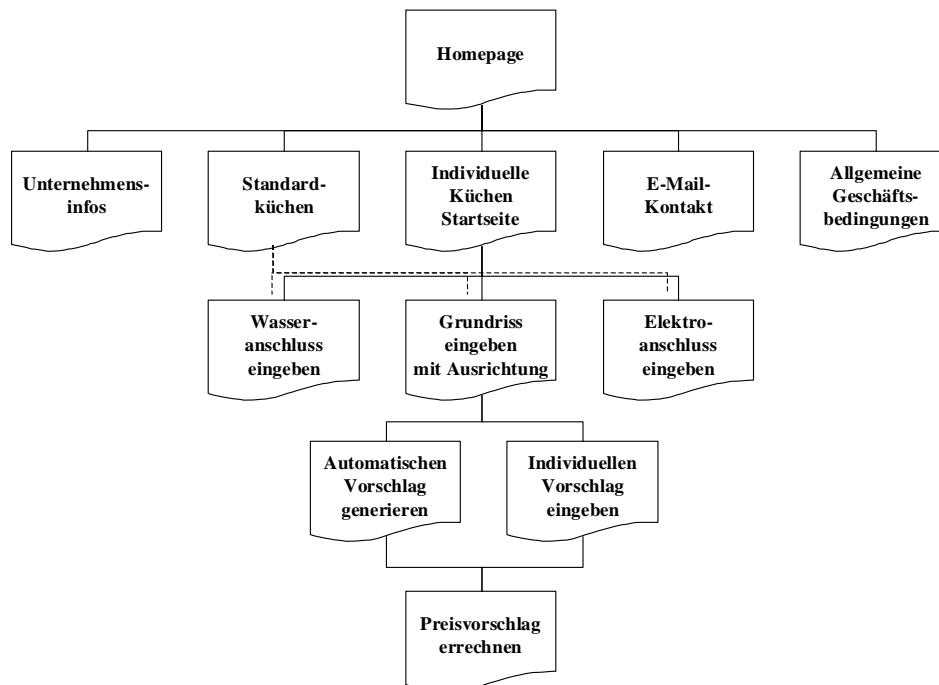 Homepage
Unternehmens-
infos
Standard-
küchen
Individuelle
Küchen
Startseite
E-Mail-
Kontakt
Allgemeine
Geschäfts-
bedingungen
Wasser-
anschluss
eingeben
Grundriss
eingeben
mit Ausrichtung
Elektro-
anschluss
eingeben
Automatischen
Vorschlag
generieren
Individuellen
Vorschlag
eingeben
Preisvorschlag
errechnen